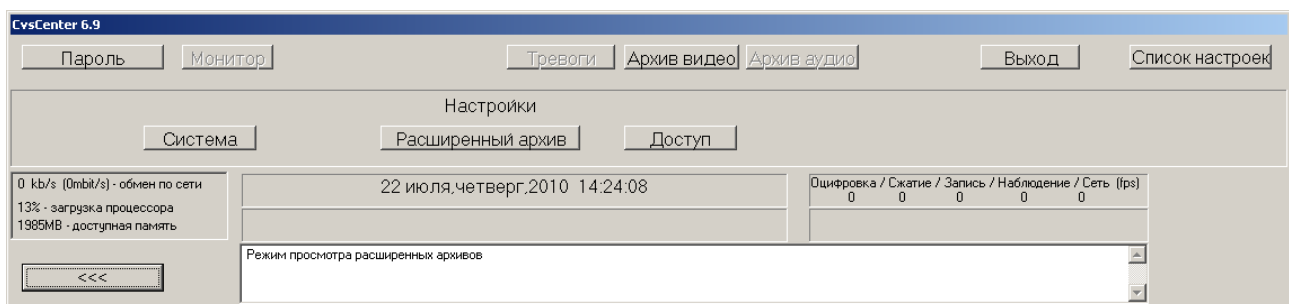 CvsCenter 6.9
Пароль Монитор Тревоги Архив видео Архив аудио Выход Список настроек
Настройки
Система Расширенный архив Доступ
0 kb/s (0mbit/s) - обмен по сети
13% - загрузка процессора
1985MB - доступная память
22 июля,четверг,2010 14:24:08
Оцифровка / Сжатие / Запись / Наблюдение / Сеть (fps)
0 0 0 0 0
Режим просмотра расширенных архивов
<<<